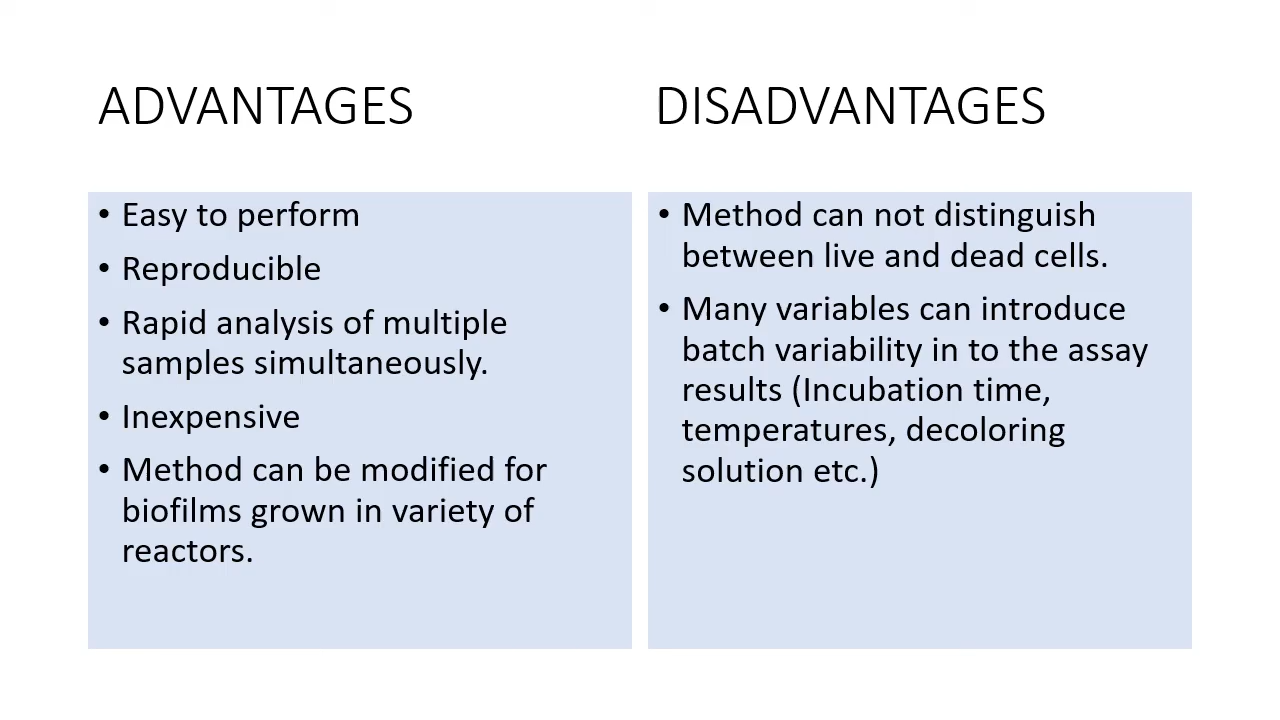 ADVANTAGES
• Easy to perform
• Reproducible
• Rapid analysis of multiple
samples simultaneously.
• Inexpensive
• Method can be modified for
biofilms grown in variety of
reactors.
DISADVANTAGES
• Method can not distinguish
between live and dead cells.
• Many variables can introduce
batch variability in to the assay
results (Incubation time,
temperatures, decoloring
solution etc.)